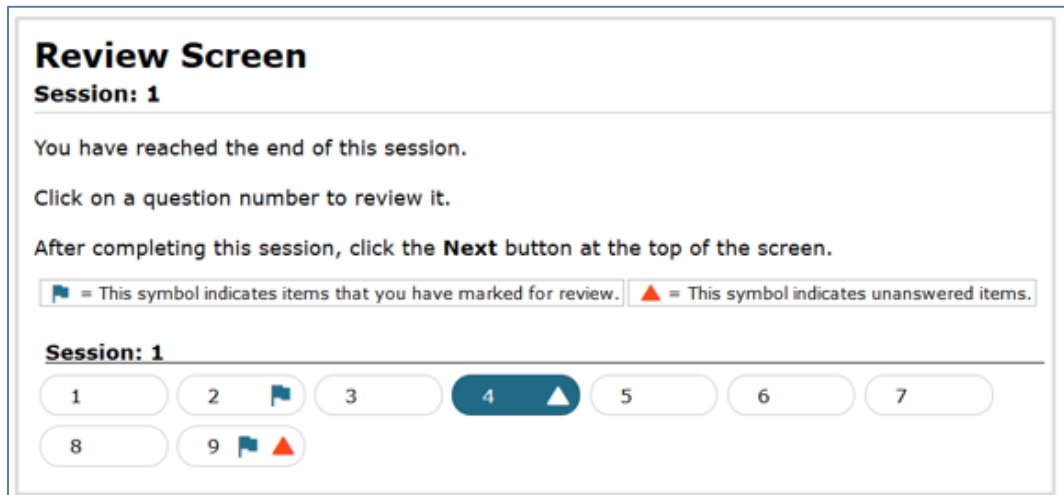 Review Screen
Session: 1
You have reached the end of this session.
Click on a question number to review it.
After completing this session, click the Next button at the top of the screen.
= This symbol indicates items that you have marked for review. = This symbol indicates unanswered items.
Session: 1
1 2 3 4 5 6 7
8 9